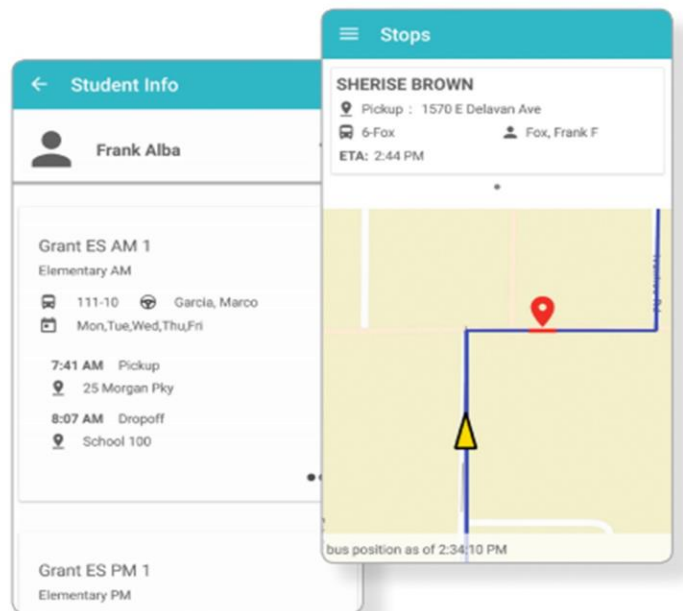 Student Info
Frank Alba
Grant ES AM 1
Elementary AM
111-10 Garcia, Marco
Mon,Tue,Wed,Thu,Fri
7:41 AM Pickup
25 Morgan Pky
8:07 AM Dropoff
School 100
Grant ES PM 1
Elementary PM
Stops
SHERISE BROWN
Pickup : 1570 E Delavan Ave
6-Fox Fox, Frank F
ETA: 2:44 PM
bus position as of 2:34:10 PM